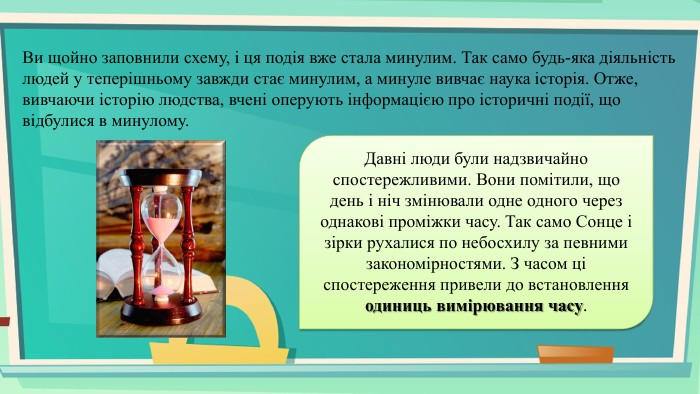 Ви щойно заповнили схему, і ця подія вже стала минулим. Так само будь-яка діяльність
людей у теперішньому завжди стає минулим, а минуле вивчає наука історія. Отже,
вивчаючи історію людства, вчені оперують інформацією про історичні події, що
відбулися в минулому.
Давні люди були надзвичайно
спостережливими. Вони помітили, що
день і ніч змінювали одне одного через
однакові проміжки часу. Так само Сонце і
зірки рухалися по небосхилу за певними
закономірностями. З часом ці
спостереження привели до встановлення
одиниць вимірювання часу.